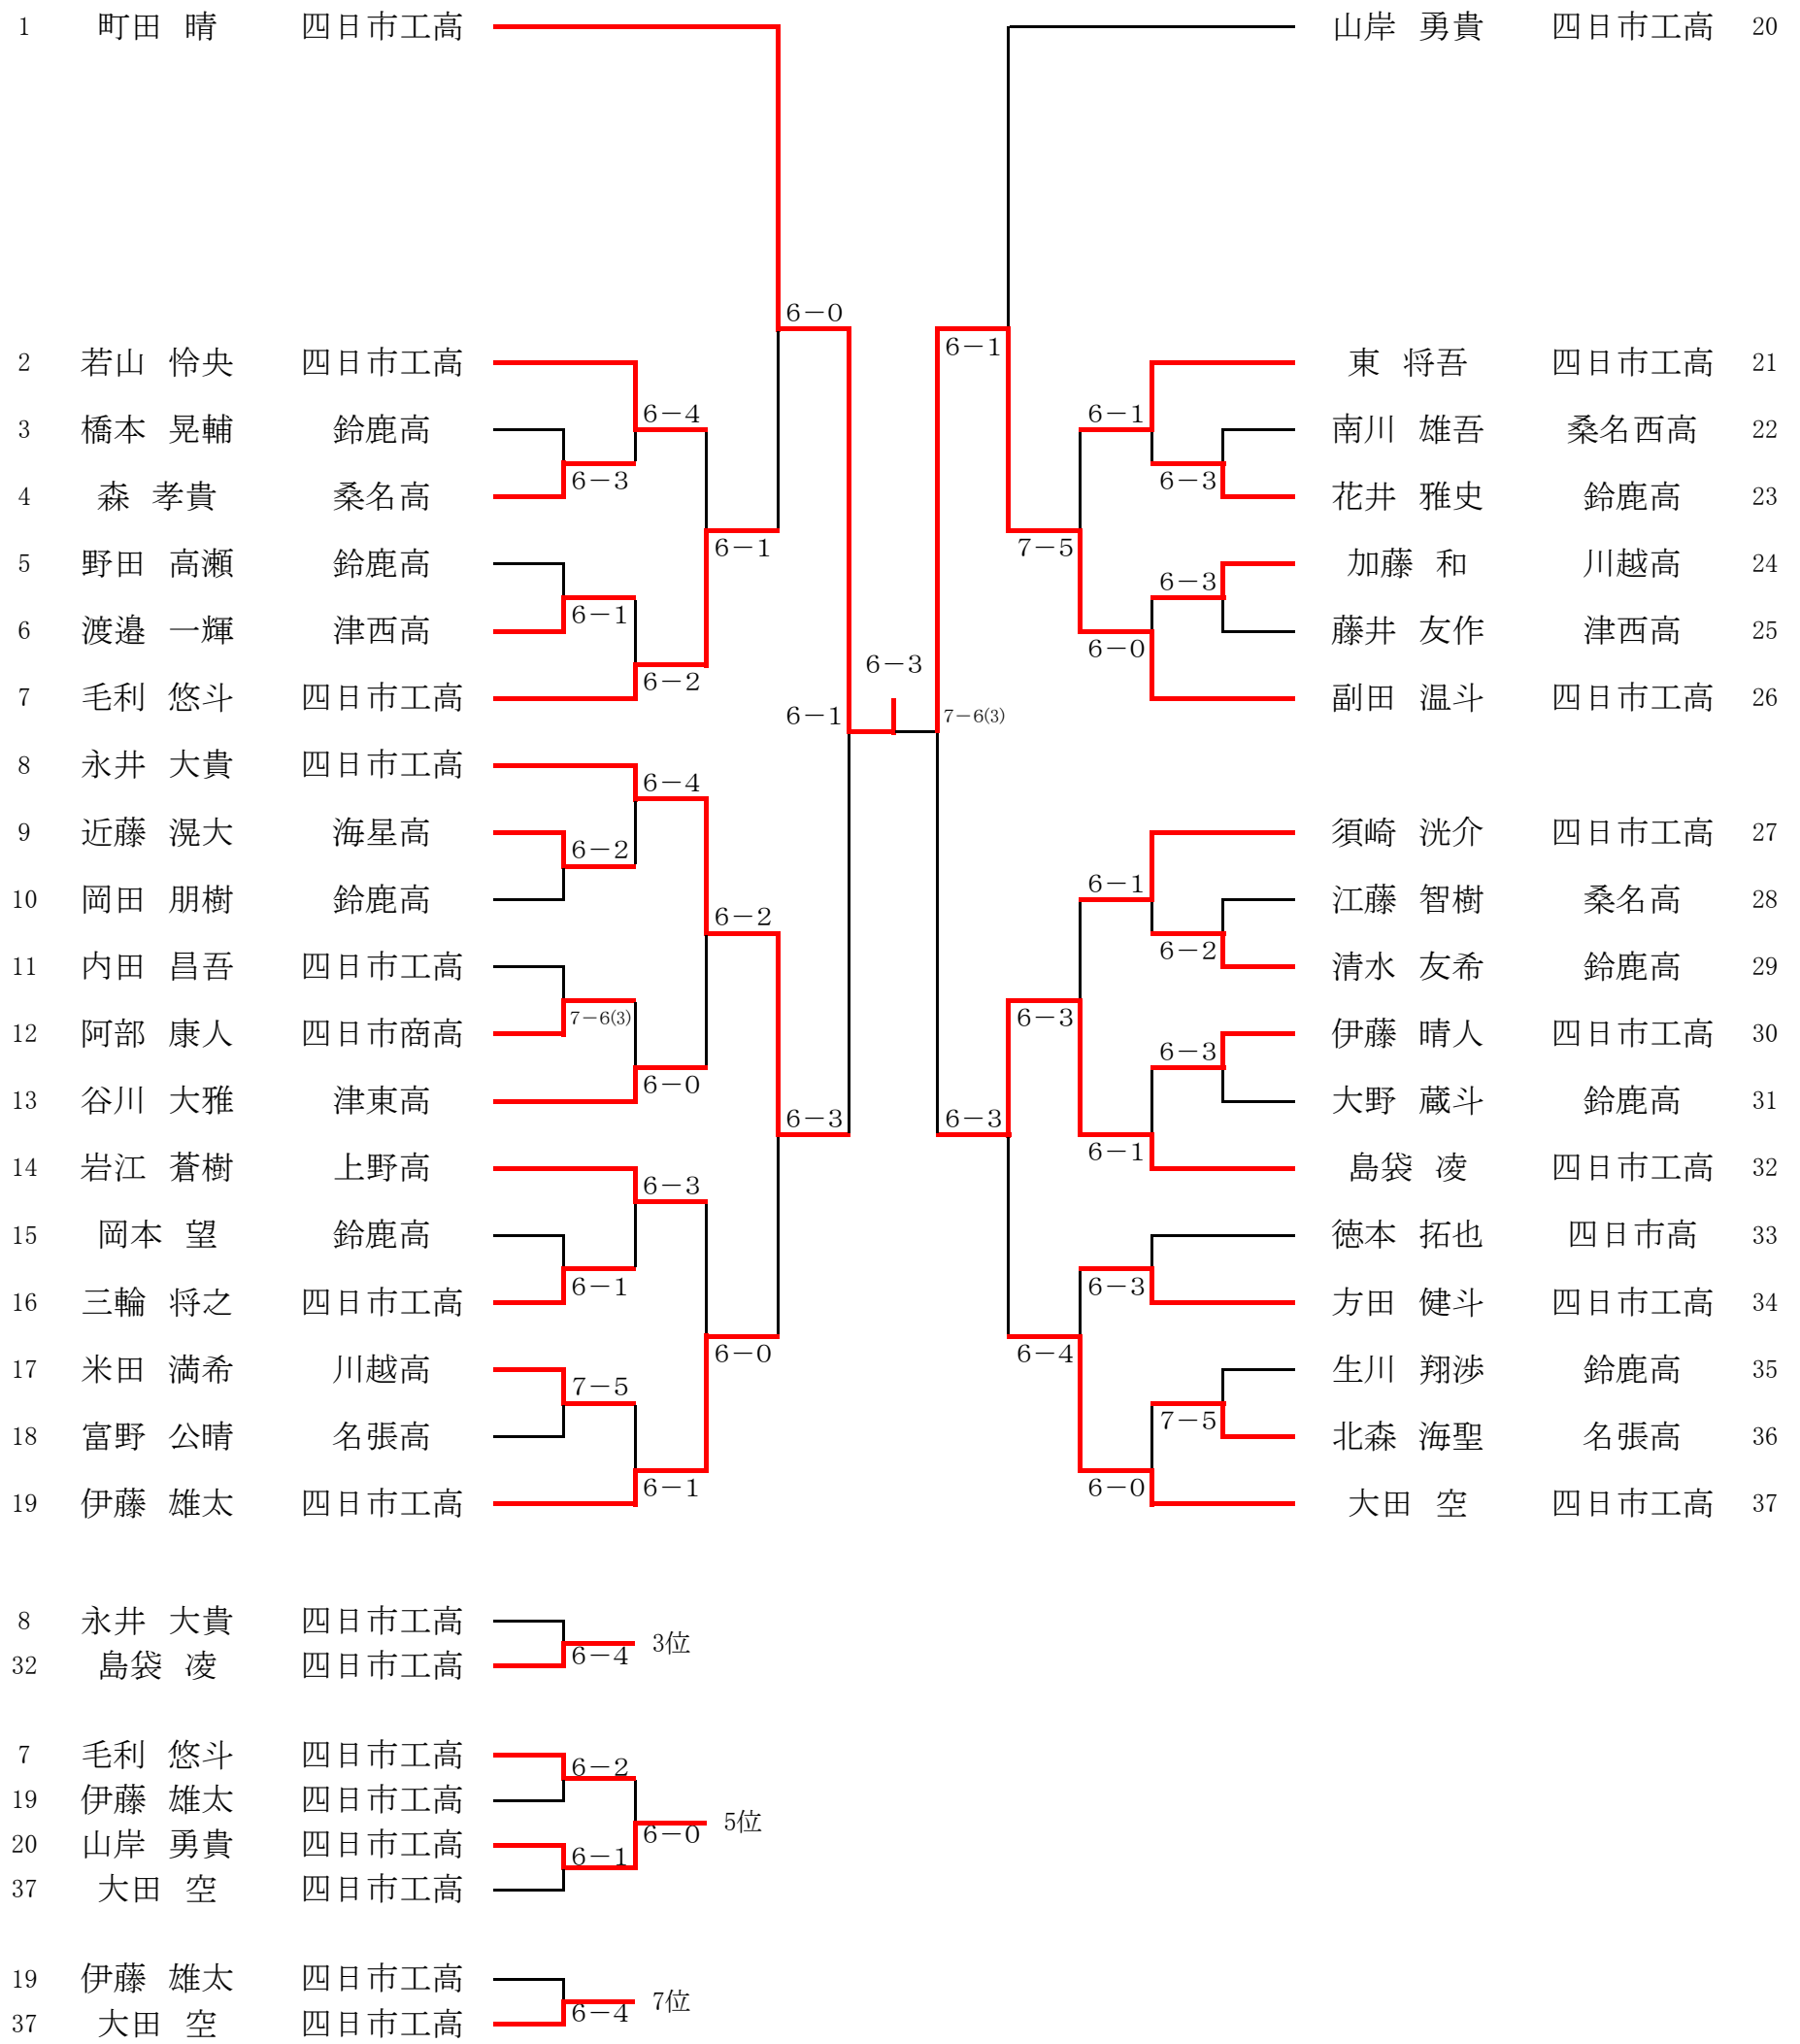 1 町田 晴 四日市工高 山岸 勇貴 四日市工高 20
6-0
6-1
2 若山 怜央 四日市工高 東 将吾 四日市工高 21
6-4 6-1
3 橋本 晃輔 鈴鹿高 南川 雄吾 桑名西高 22
6-3 6-3
4 森 孝貴 桑名高 花井 雅史 鈴鹿高 23
6-1 7-5
5 野田 高瀬 鈴鹿高 加藤 和 川越高 24
6-1 6-3
6 渡邉 一輝 津西高 藤井 友作 津西高 25
6-0
6-3
6-2
7 毛利 悠斗 四日市工高 副田 温斗 四日市工高 26
6-1 7-6(3)
8 永井 大貴 四日市工高
6-4
9 近藤 滉大 海星高 須崎 洸介 四日市工高 27
6-2
6-1
10 岡田 朋樹 鈴鹿高 江藤 智樹 桑名高 28
6-2
6-2
11 内田 昌吾 四日市工高 清水 友希 鈴鹿高 29
7-6(3) 6-3
12 阿部 康人 四日市商高 伊藤 晴人 四日市工高 30
6-3
6-0
13 谷川 大雅 津東高 大野 蔵斗 鈴鹿高 31
6-3 6-3
6-1
14 岩江 蒼樹 上野高 島袋 凌 四日市工高 32
6-3
15 岡本 望 鈴鹿高 徳本 拓也 四日市高 33
6-1 6-3
16 三輪 将之 四日市工高 方田 健斗 四日市工高 34
6-0 6-4
17 米田 満希 川越高 生川 翔渉 鈴鹿高 35
7-5
7-5
18 富野 公晴 名張高 北森 海聖 名張高 36
6-1 6-0
19 伊藤 雄太 四日市工高 大田 空 四日市工高 37
8 永井 大貴 四日市工高
6-4 3位
32 島袋 凌 四日市工高
7 毛利 悠斗 四日市工高
6-2
19 伊藤 雄太 四日市工高
6-0 5位
20 山岸 勇貴 四日市工高
6-1
37 大田 空 四日市工高
19 伊藤 雄太 四日市工高
6-4 7位
37 大田 空 四日市工高